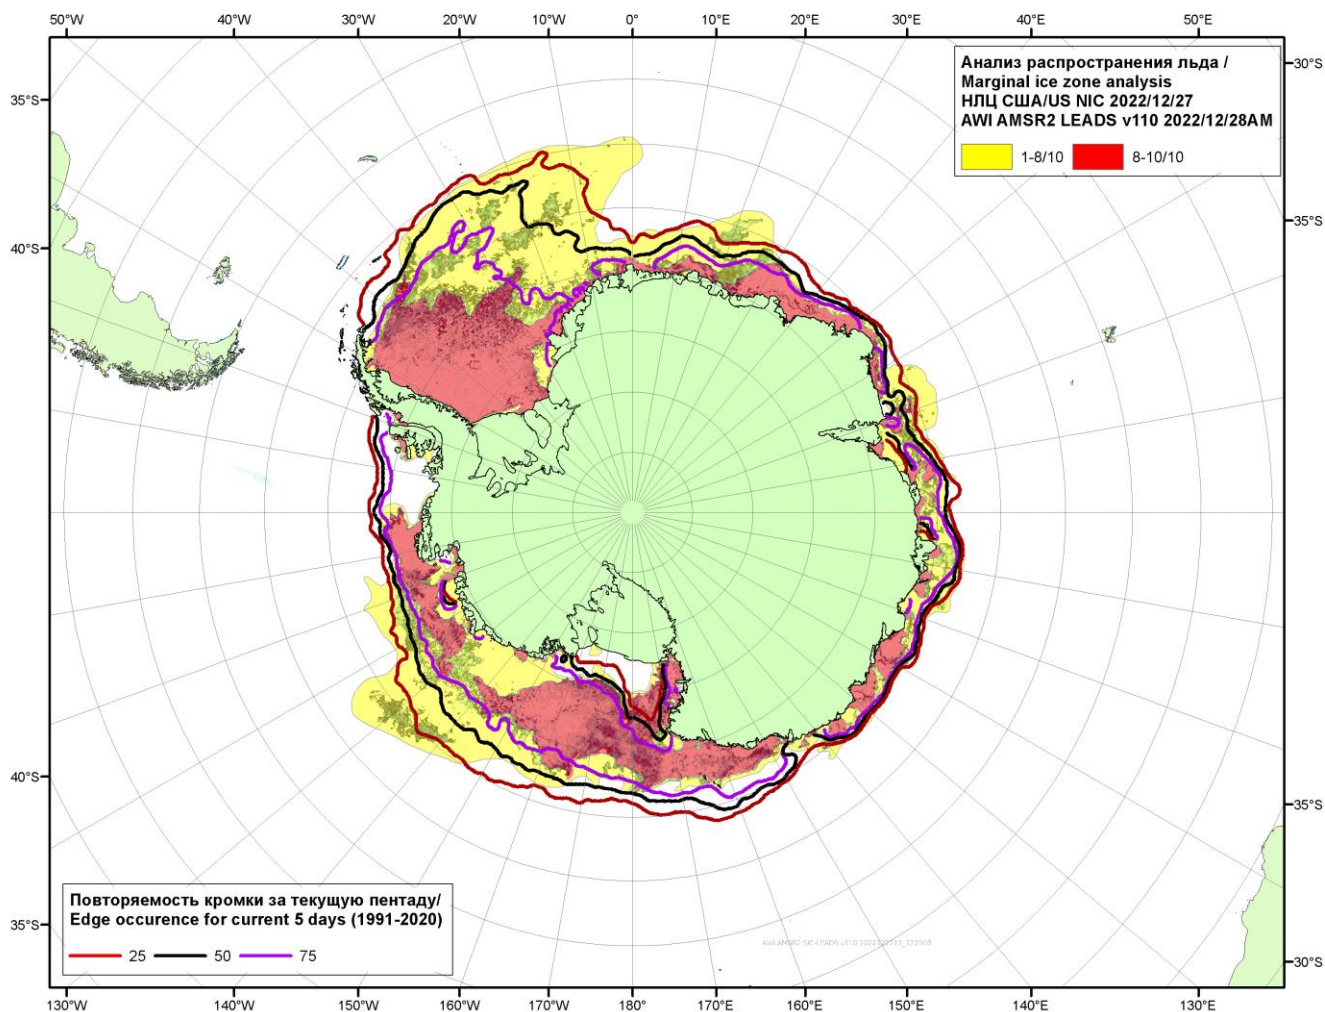 50°W 40°W 30°W 20°W 10°W 0° 10°E 20°E 30°E 40°E 50°E
Анализ распространения льда /
Marginal ice zone analysis
НЛЦ США/US NIC 2022/12/27
AWI AMSR2 LEADS v110 2022/12/28AM
1-8/10 8-10/10
30°S
35°S
35°S
40°S
40°S
35°S
35°S
30°S
Повторяемость кромки за текущую пентаду/
Edge occurence for current 5 days (1991-2020)
25 50 75
130°W 140°W 150°W 160°W 170°W 180° 170°E 160°E 150°E 140°E 130°E